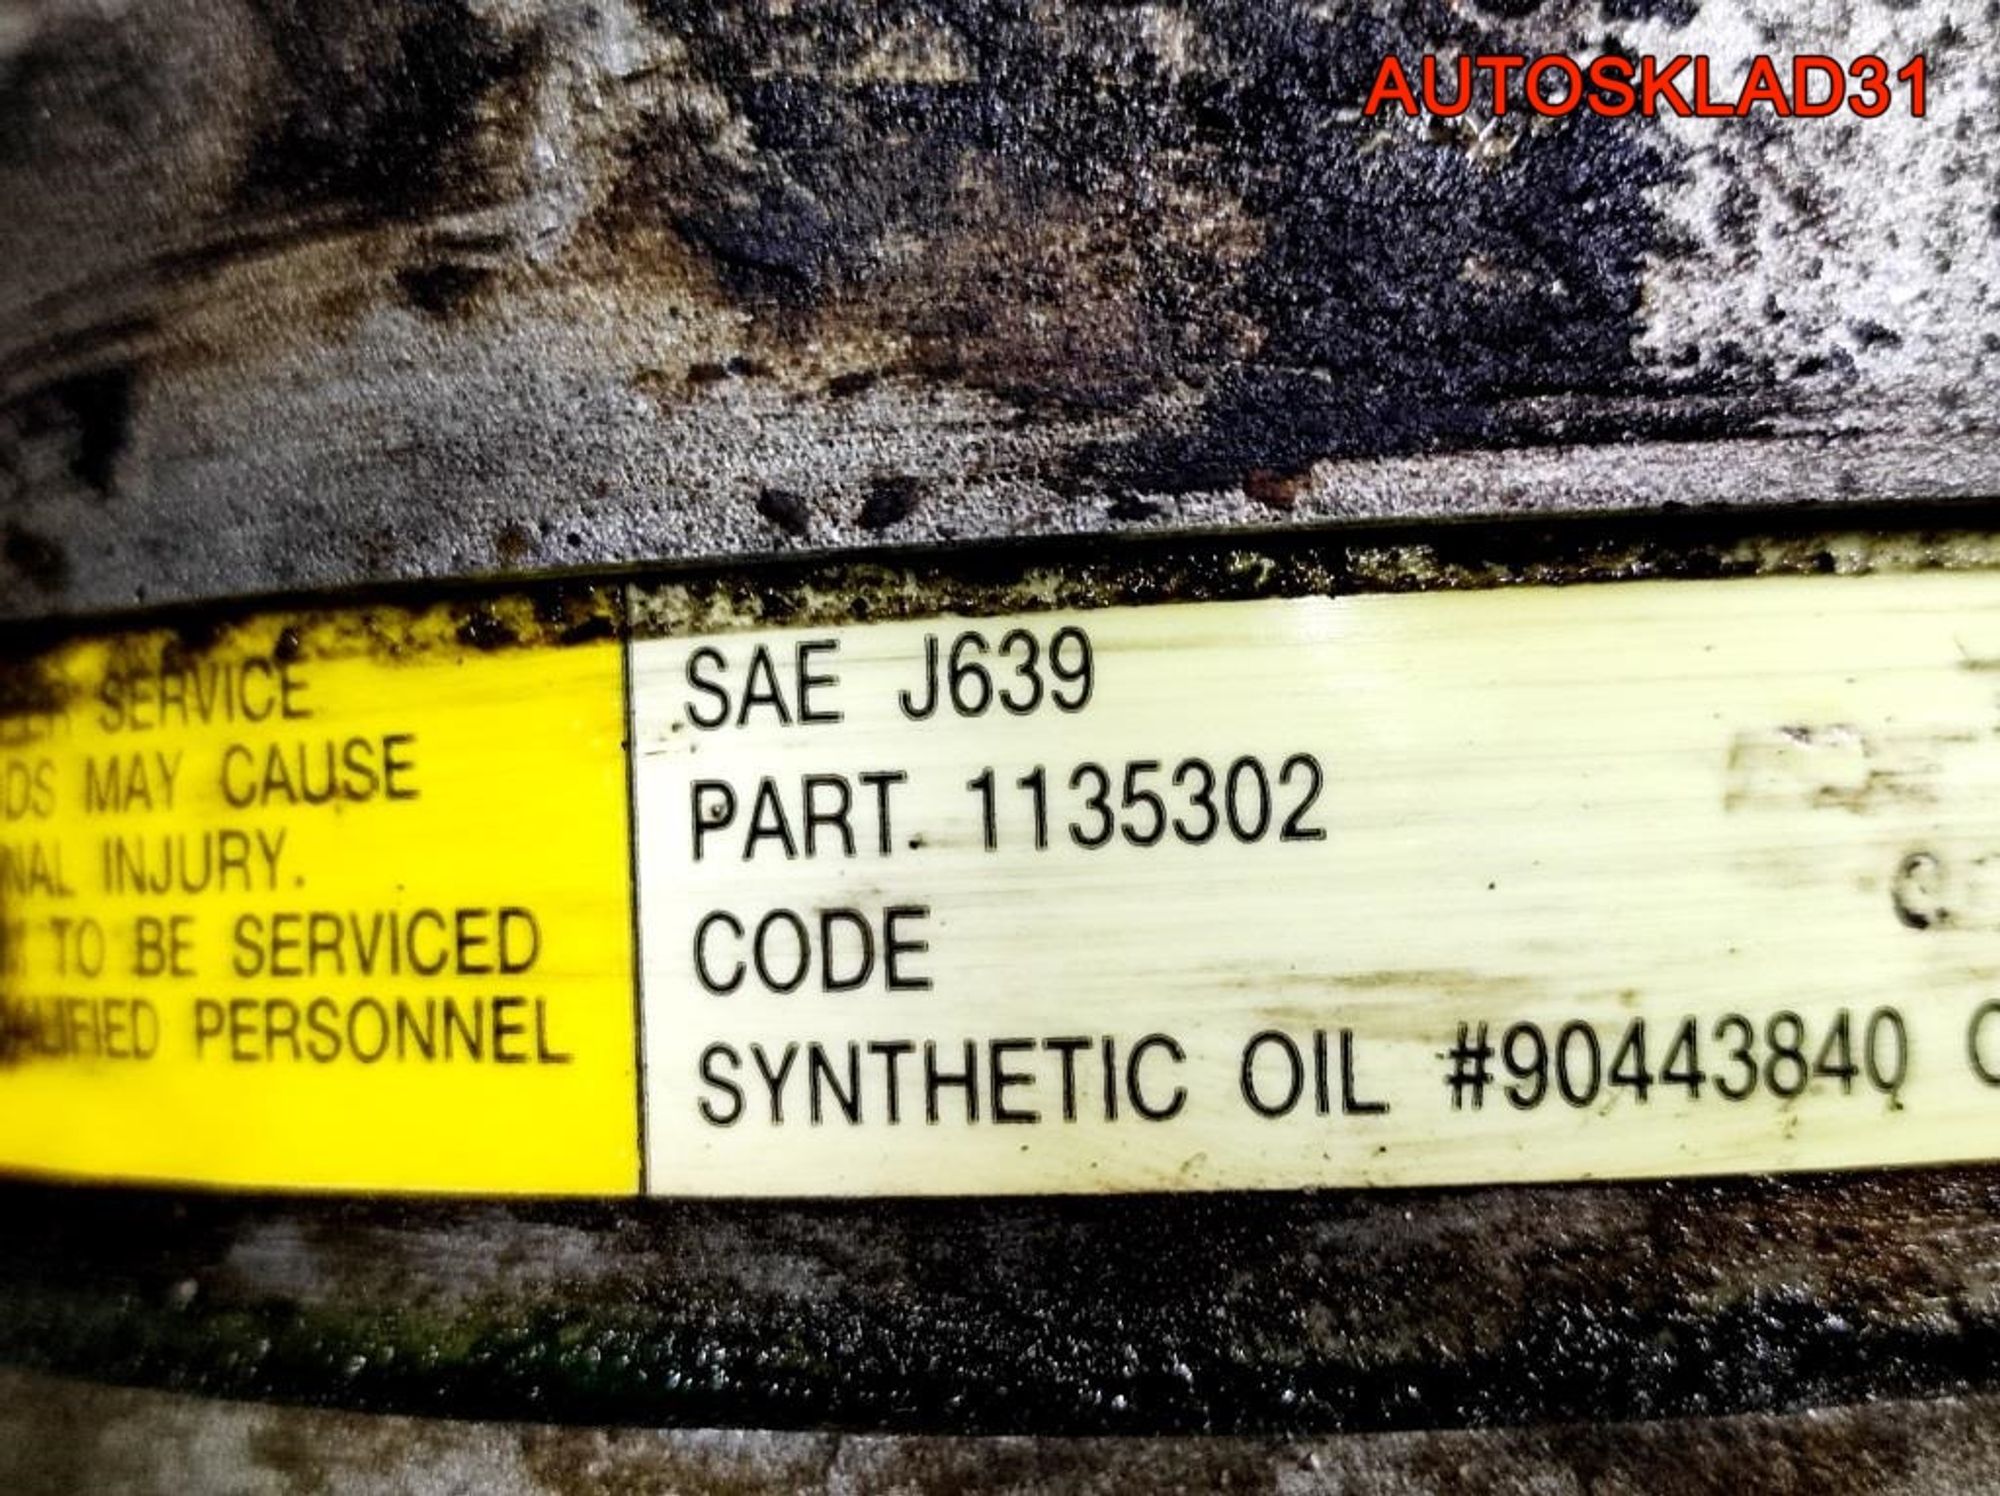 AUTOSKLAD31
SERVICE
MAY CAUSE
INJURY.
TO BE SERVICED
PERSONNEL
SAE J639
PART. 1135302
CODE
SYNTHETIC OIL #90443840